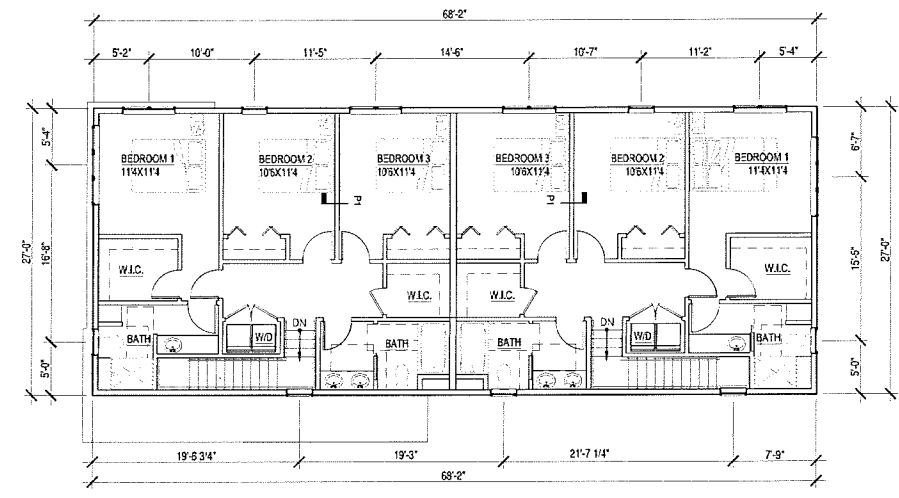 68'-2"
5'-2" 10'-0" 11'-5" 14'-6" 10'-7" 11'-2" 5'-4"
5'-4"
16'-8"
5'-0"
27'-0"
6'-7"
15'-5"
5'-0"
27'-0"
BEDROOM 1
11'4X11'4
BEDROOM 2
10'6X11'4
BEDROOM 3
10'6X11'4
BEDROOM 3
10'6X11'4
BEDROOM 2
10'6X11'4
BEDROOM 1
11'4X11'4
P1
P1
W.I.C.
W.I.C.
W.I.C.
W.I.C.
BATH
W/D
DN
BATH
BATH
DN
W/D
BATH
19'-6 3/4" 19'-3" 21'-7 1/4" 7'-9"
68'-2"